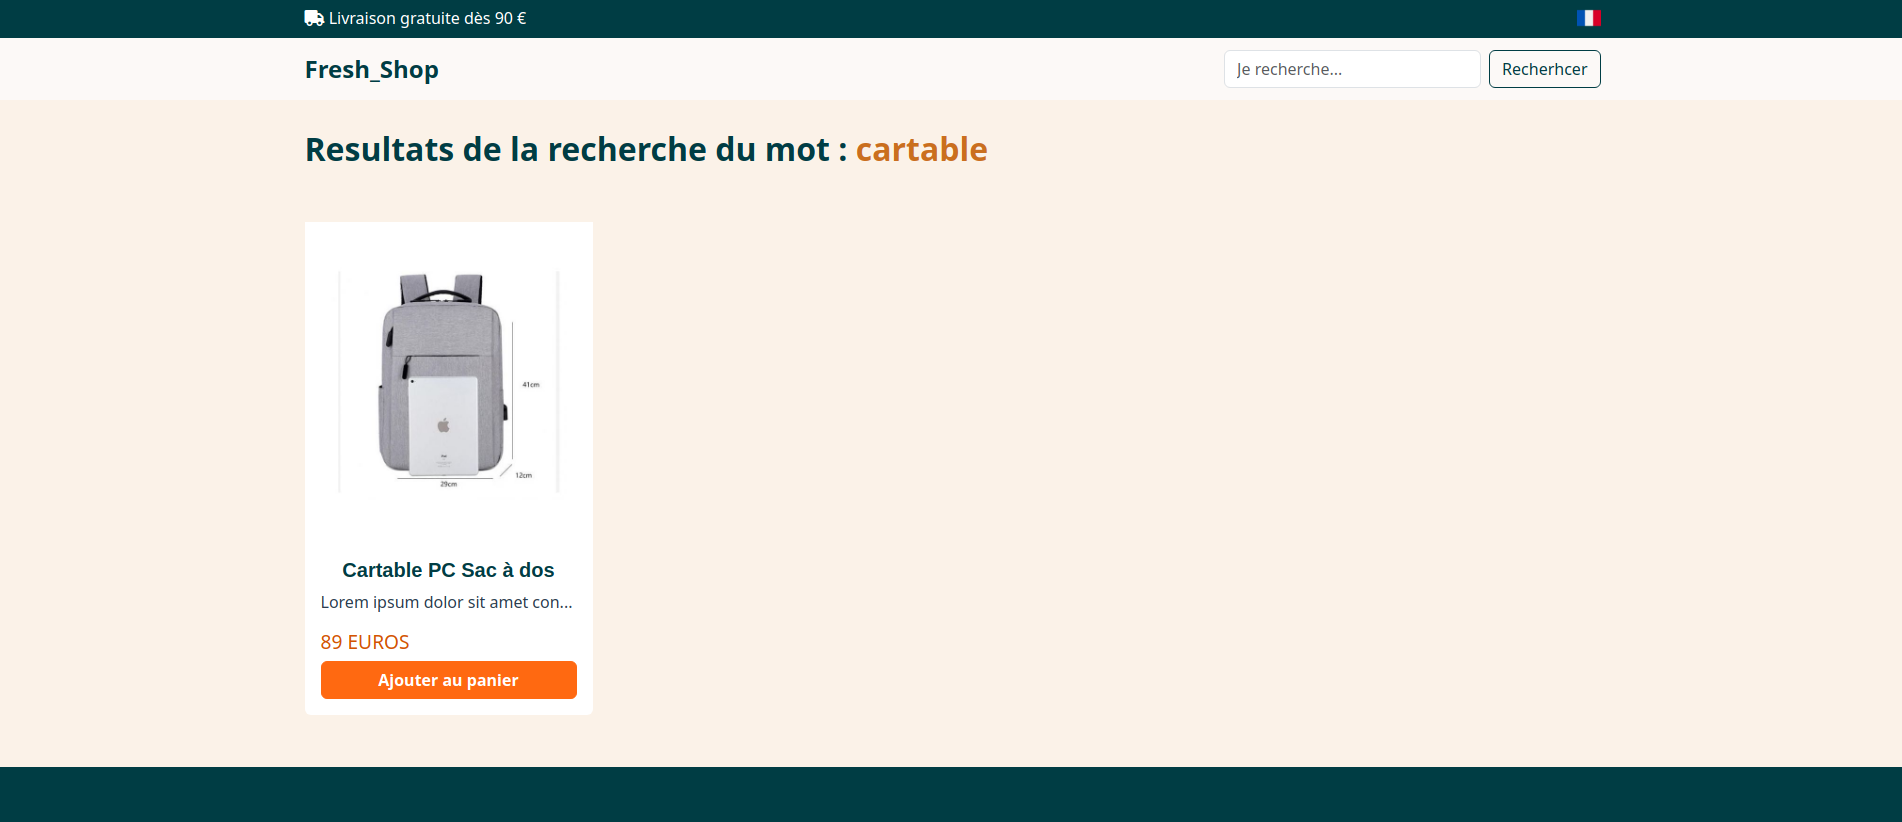 Livraison gratuite dès 90 €
Fresh_Shop
Je recherche...
Recherhcer
Resultats de la recherche du mot : cartable
41cm
12cm
29cm
Cartable PC Sac à dos
Lorem ipsum dolor sit amet con...
89 EUROS
Ajouter au panier